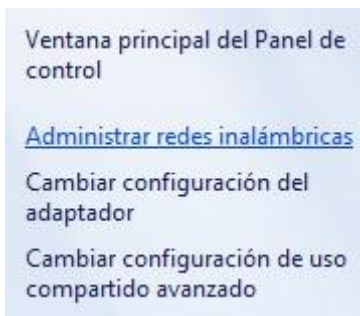 Ventana principal del Panel de
control
Administrar redes inalámbricas
Cambiar configuración del
adaptador
Cambiar configuración de uso
compartido avanzado